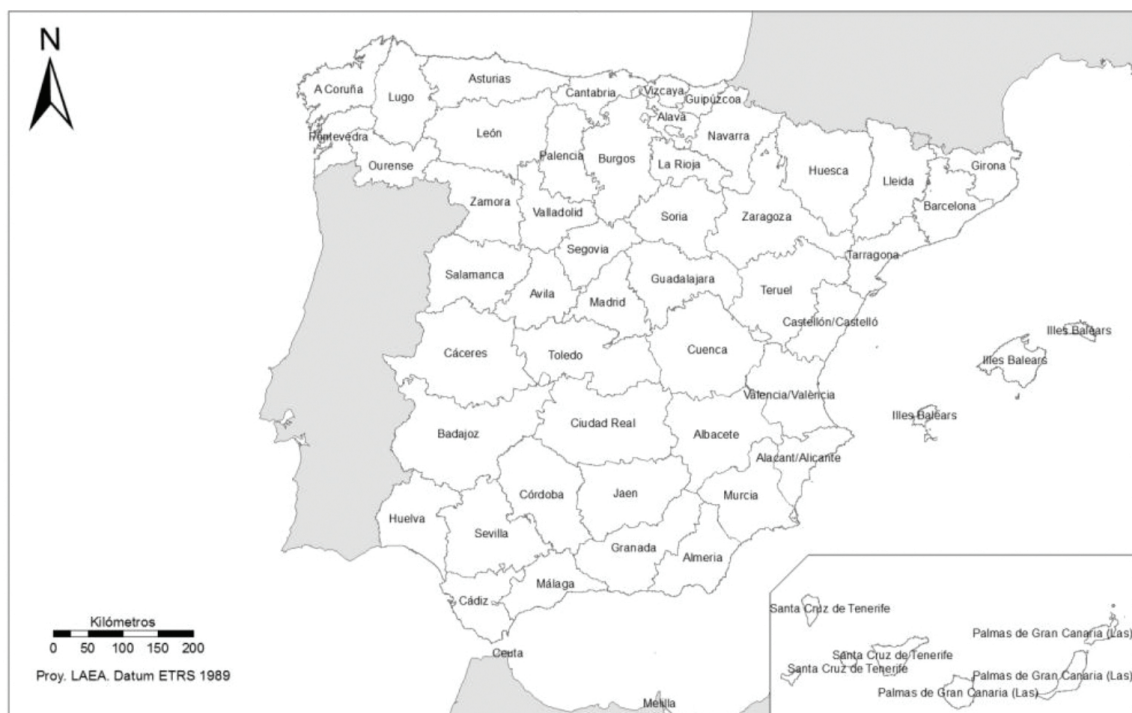 N
Asturias
A Coruña
Lugo
Cantabria
Vizcaya
Guipúzcoa
Alava
Pontevedra
León
Navarra
Ourense
Palencia
Burgos
La Rioja
Huesca
Lleida
Girona
Zamora
Valladolid
Soria
Zaragoza
Barcelona
Segovia
Tarragona
Salamanca
Avila
Madrid
Guadalajara
Teruel
Castellón/Castelló
Illes Balears
Cáceres
Toledo
Cuenca
Illes Balears
Valencia/València
Illes Balears
Badajoz
Ciudad Real
Albacete
Alacant/Alicante
Córdoba
Jaen
Murcia
Huelva
Sevilla
Granada
Almeria
Málaga
Cádiz
Ceuta
Melilla
Kilómetros
0 50 100 150 200
Proy. LAEA. Datum ETRS 1989
Santa Cruz de Tenerife
Palmas de Gran Canaria (Las)
Santa Cruz de Tenerife
Santa Cruz de Tenerife
Palmas de Gran Canaria (Las)
Palmas de Gran Canaria (Las)